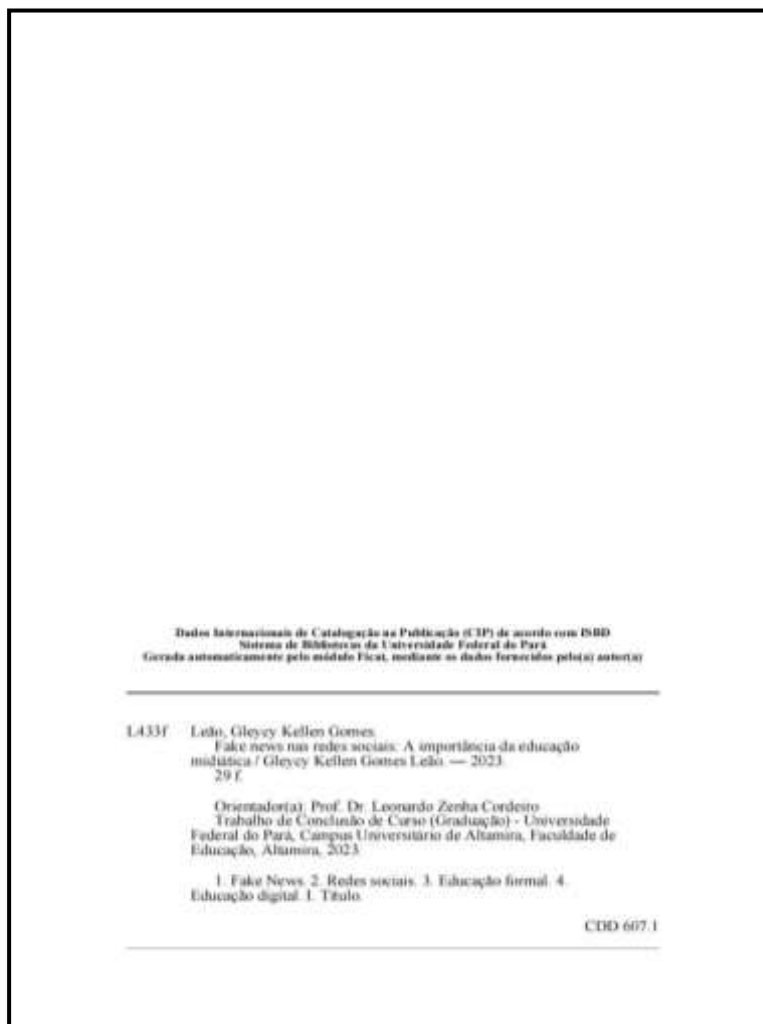 Dados Internacionais de Catalogação na Publicação (CIP) de acordo com ISBD
Sistema de Bibliotecas da Universidade Federal do Pará
Gerada automaticamente pelo módulo Ficat, mediante os dados fornecidos pelo(a) autor(a)
L433f Leão, Gleycy Kellen Gomes.
Fake news nas redes sociais: A importância da educação
midiática / Gleycy Kellen Gomes Leão. — 2023.
29 f.
Orientador(a): Prof. Dr. Leonardo Zenha Cordeiro
Trabalho de Conclusão de Curso (Graduação) - Universidade
Federal do Pará, Campus Universitário de Altamira, Faculdade de
Educação, Altamira, 2023.
1. Fake News. 2. Redes sociais. 3. Educação formal. 4.
Educação digital. I. Título.
CDD 607.1